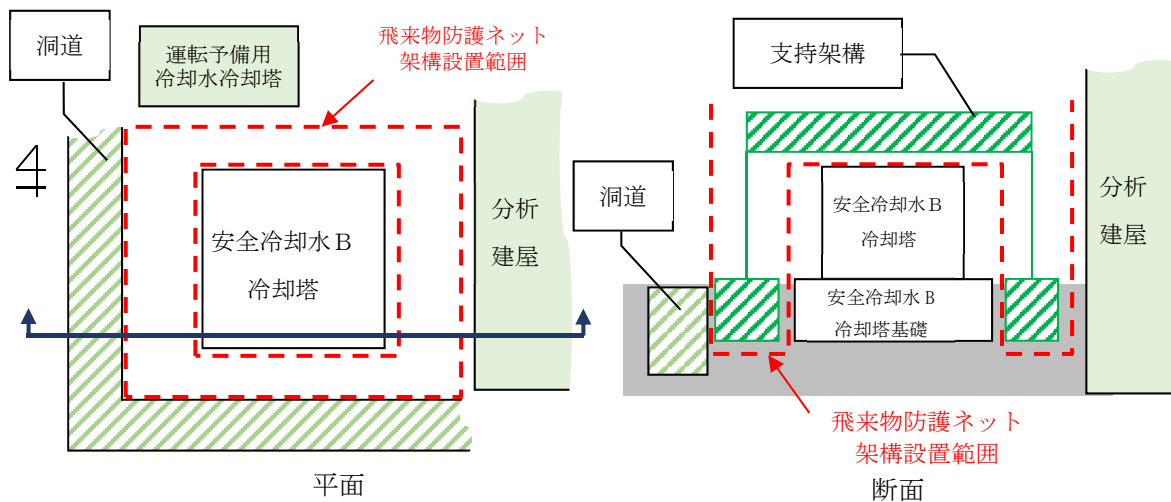 洞道
運転予備用
冷却水冷却塔
飛来物防護ネット
架構設置範囲
4
安全冷却水Ｂ
冷却塔
分析
建屋
平面
支持架構
洞道
安全冷却水Ｂ
冷却塔
安全冷却水Ｂ
冷却塔基礎
分析
建屋
飛来物防護ネット
架構設置範囲
断面